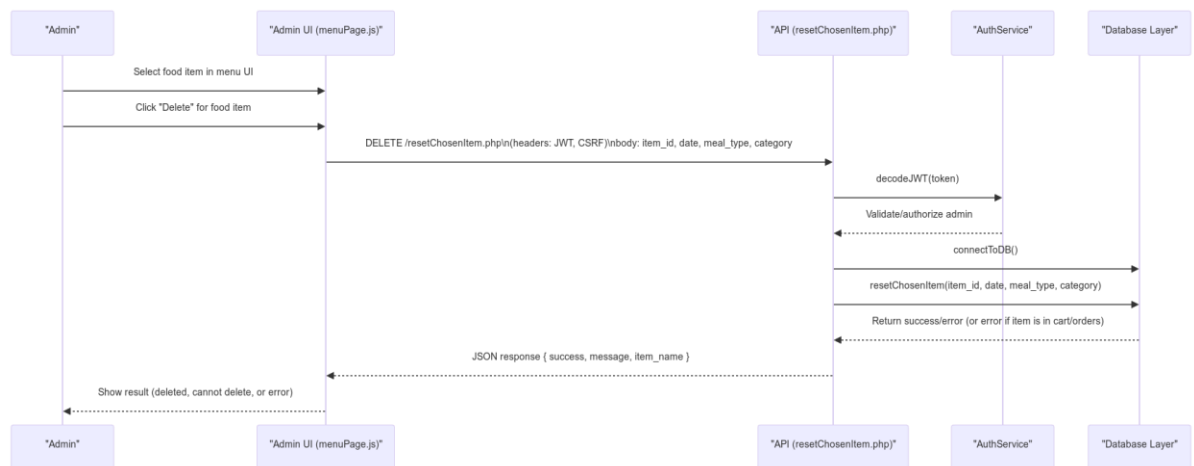 "Admin" "Admin UI (menuPage.js)" "API (resetChosenItem.php)" "AuthService" "Database Layer"
Select food item in menu UI
Click "Delete" for food item
DELETE /resetChosenItem.php\n(headers: JWT, CSRF)\nbody: item_id, date, meal_type, category
decodeJWT(token)
Validate/authorize admin
connectToDB()
resetChosenItem(item_id, date, meal_type, category)
Return success/error (or error if item is in cart/orders)
JSON response { success, message, item_name }
Show result (deleted, cannot delete, or error)
"Admin" "Admin UI (menuPage.js)" "API (resetChosenItem.php)" "AuthService" "Database Layer"